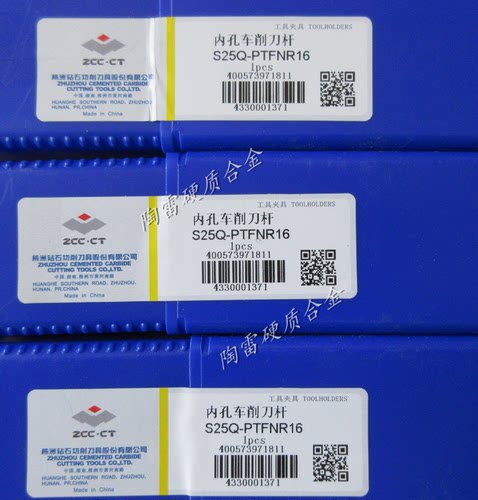 ZCC·CT
株洲钻石切削刀具股份有限公司
ZHUZHOU CEMENTED CARBIDE
CUTTING TOOLS CO.,LTD.
HUANGHE SOUTHERN ROAD, ZHUZHOU,
HUNAN, P.R.CHINA
Made in China
工具夹具 TOOLHOLDERS
内孔车削刀杆
S25Q-PTFNR16
1pcs
400573971811
4330001371
陶雷硬质合金
ZCC·CT
株洲钻石切削刀具股份有限公司
ZHUZHOU CEMENTED CARBIDE
CUTTING TOOLS CO.,LTD.
HUANGHE SOUTHERN ROAD, ZHUZHOU,
HUNAN, P.R.CHINA
Made in China
工具夹具 TOOLHOLDERS
内孔车削刀杆
S25Q-PTFNR16
1pcs
400573971811
4330001371
陶雷硬质合金
ZCC·CT
株洲钻石切削刀具股份有限公司
ZHUZHOU CEMENTED CARBIDE
CUTTING TOOLS CO.,LTD.
HUANGHE SOUTHERN ROAD, ZHUZHOU,
HUNAN, P.R.CHINA
Made in China
工具夹具 TOOLHOLDERS
内孔车削刀杆
S25Q-PTFNR16
1pcs
400573971811
4330001371